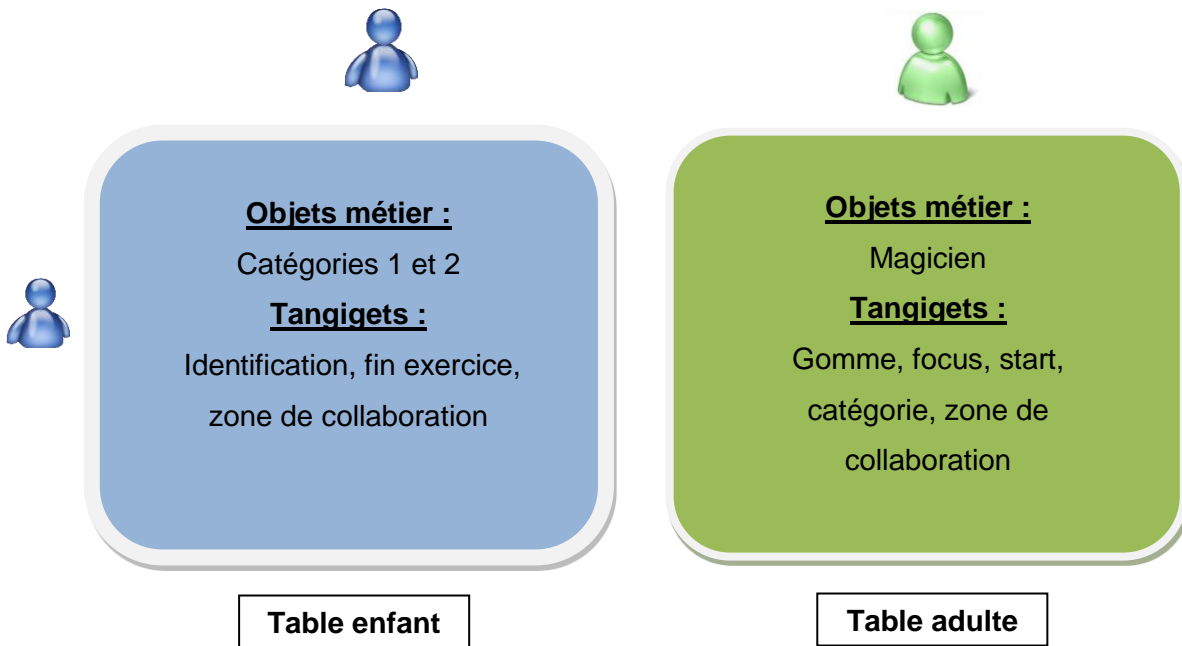 Objets métier :
Catégories 1 et 2
Tangigets :
Identification, fin exercice,
zone de collaboration
Table enfant
Objets métier :
Magicien
Tangigets :
Gomme, focus, start,
catégorie, zone de
collaboration
Table adulte